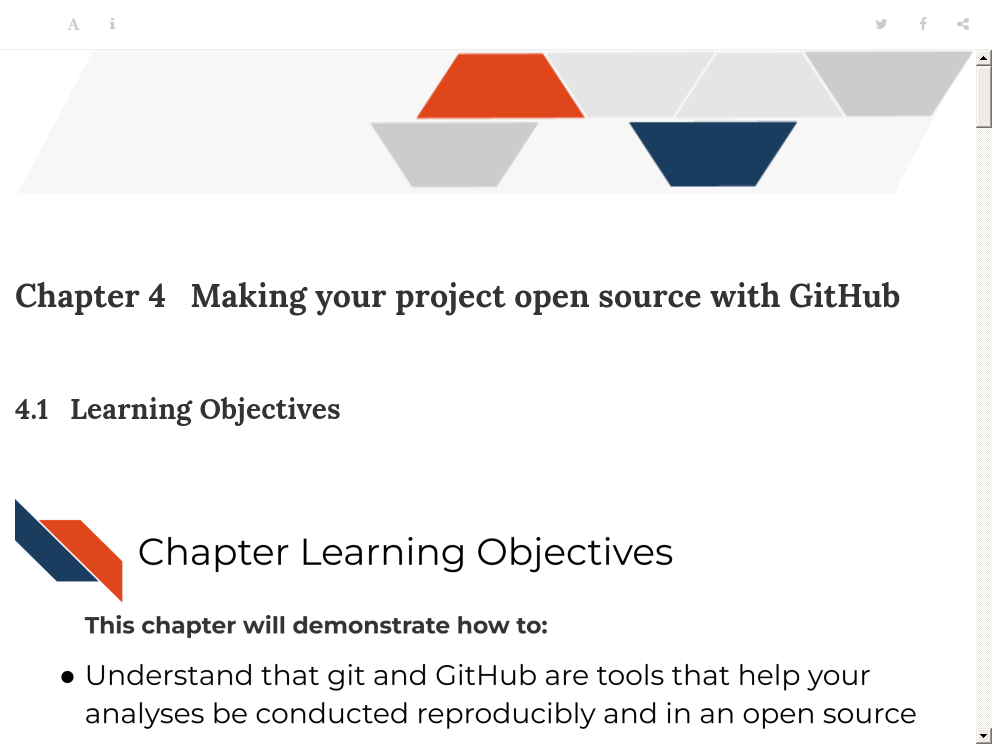 A i
Chapter 4 Making your project open source with GitHub
4.1 Learning Objectives
Chapter Learning Objectives
This chapter will demonstrate how to:
● Understand that git and GitHub are tools that help your
analyses be conducted reproducibly and in an open source